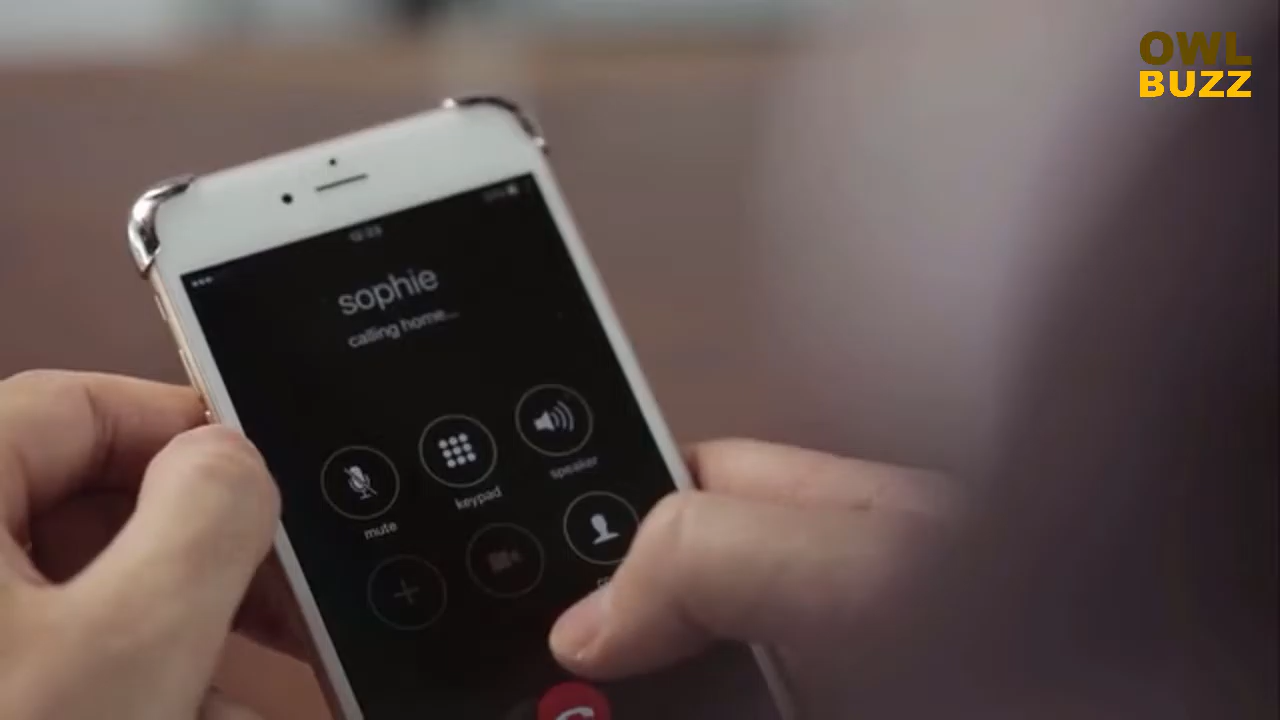 OWL
BUZZ
sophie
calling home...
mute
keypad
speaker